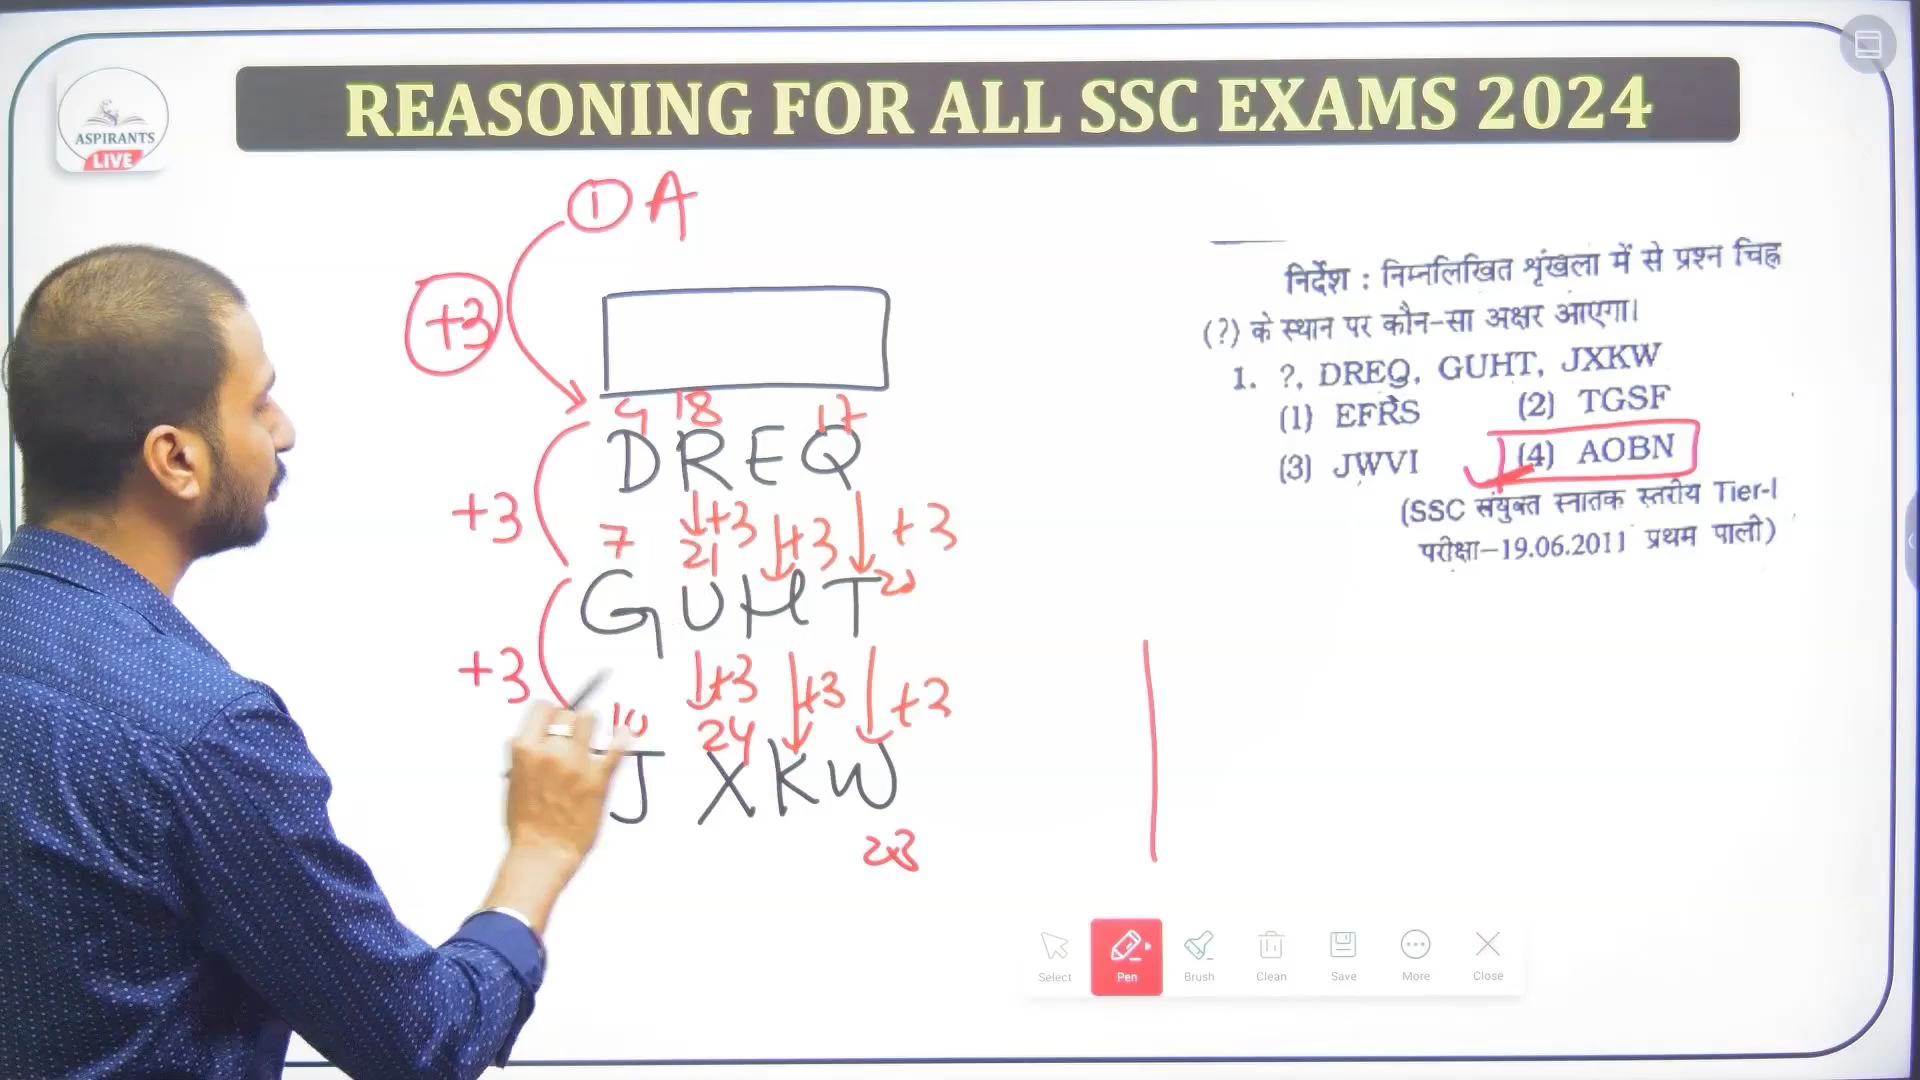 REASONING FOR ALL SSC EXAMS 2024
ASPIRANTS
LIVE
1 A
+3
4 18 17
DREQ
+3 +3 +3 +3
7 21 20
GUHT
+3 +3 +3 +3
10 24
JXKW
23
निर्देश : निम्नलिखित शृंखला में से प्रश्न चिह्न
(?) के स्थान पर कौन-सा अक्षर आएगा।
1. ?, DREQ, GUHT, JXKW
(1) EFRS (2) TGSF
(3) JWVI (4) AOBN
(SSC संयुक्त स्नातक स्तरीय Tier-I
परीक्षा–19.06.2011 प्रथम पाली)
Select Pen Brush Clean Save More Close